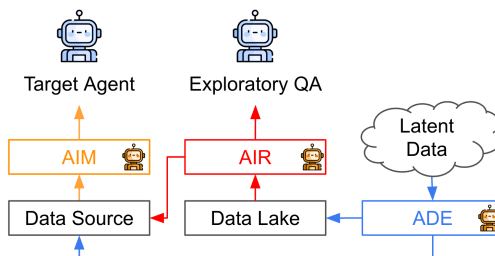 Target Agent
Exploratory QA
Latent
Data
AIM
AIR
Data Source
Data Lake
ADE